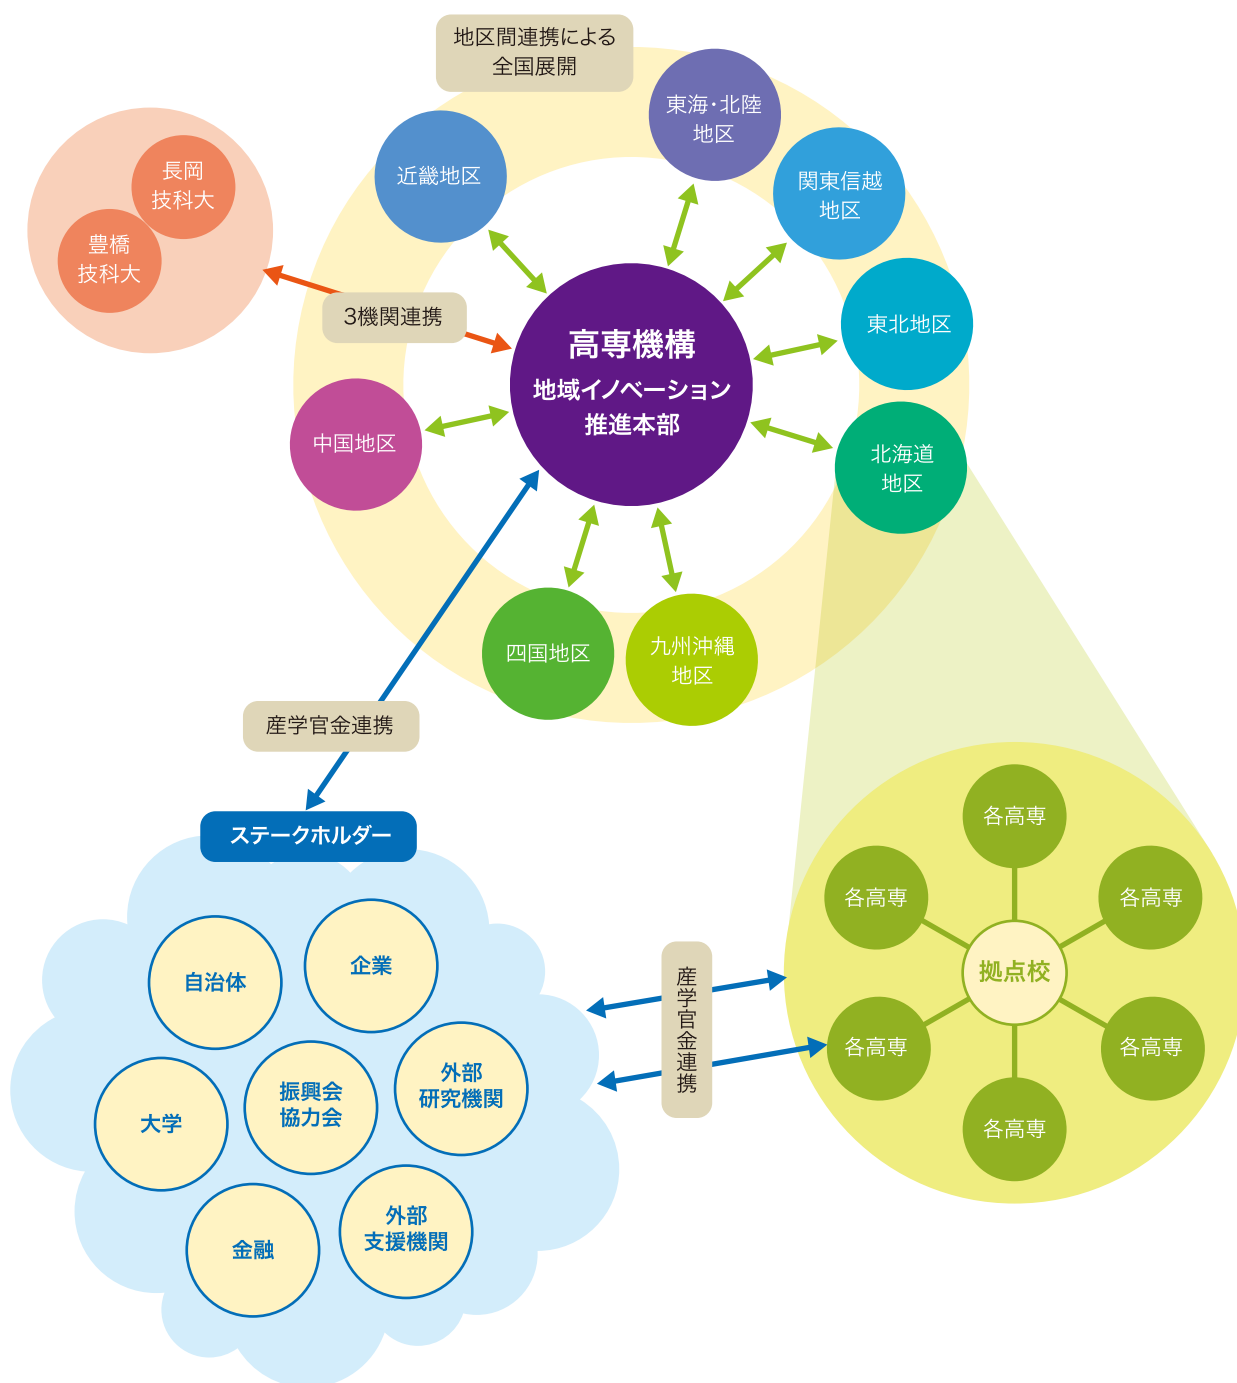 地区間連携による
全国展開
東海・北陸
地区
関東信越
地区
近畿地区
長岡
技科大
豊橋
技科大
3機関連携
高専機構
地域イノベーション
推進本部
東北地区
中国地区
北海道
地区
四国地区
九州沖縄
地区
産学官金連携
ステークホルダー
自治体
企業
大学
振興会
協力会
外部
研究機関
金融
外部
支援機関
産学官金連携
各高専
各高専
各高専
拠点校
各高専
各高専
各高専